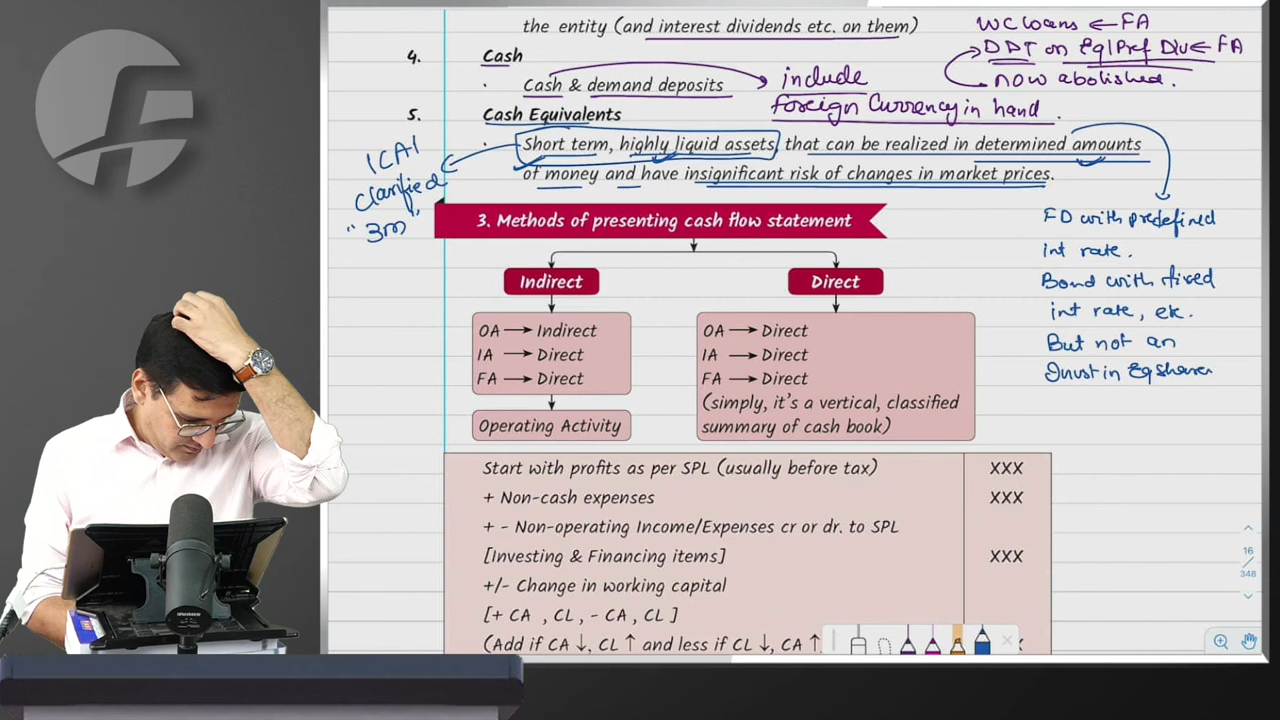 the entity (and interest dividends etc. on them)
WC loans ← FA
DDT on Eq/Pref Div ← FA
now abolished.
4. Cash
. Cash & demand deposits
include
foreign Currency in hand.
5. Cash Equivalents
. Short term, highly liquid assets, that can be realized in determined amounts
of money and have insignificant risk of changes in market prices.
ICAI
clarified
"3m"
FD with predefined
int rate.
Bond with fixed
int rate, etc.
But not an
Invst in Eq shares
3. Methods of presenting cash flow statement
Indirect
Direct
OA → Indirect
IA → Direct
FA → Direct
Operating Activity
OA → Direct
IA → Direct
FA → Direct
(simply, it's a vertical, classified
summary of cash book)
Start with profits as per SPL (usually before tax) XXX
+ Non-cash expenses XXX
+ - Non-operating Income/Expenses cr or dr. to SPL
[Investing & Financing items] XXX
+/- Change in working capital
[+ CA , CL , - CA , CL ]
(Add if CA ↓, CL ↑ and less if CL ↓, CA ↑
16
/
348